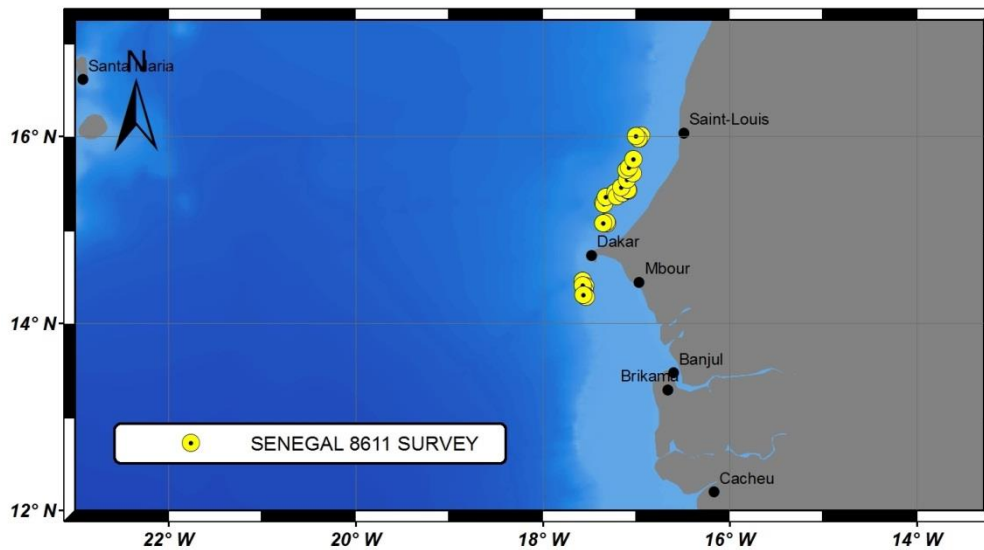 N
Santa Maria
16° N
Saint-Louis
Dakar
Mbour
14° N
Banjul
Brikama
SENEGAL 8611 SURVEY
Cacheu
12° N
22° W
20° W
18° W
16° W
14° W